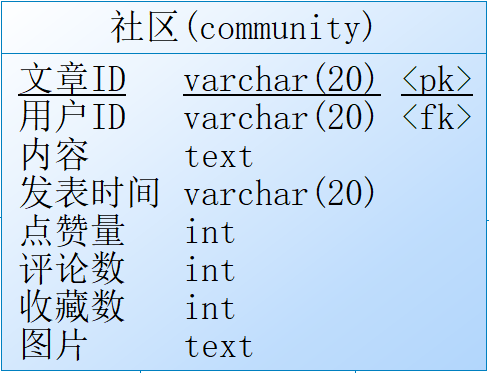 社区(community)
文章ID varchar(20) <pk>
用户ID varchar(20) <fk>
内容 text
发表时间 varchar(20)
点赞量 int
评论数 int
收藏数 int
图片 text